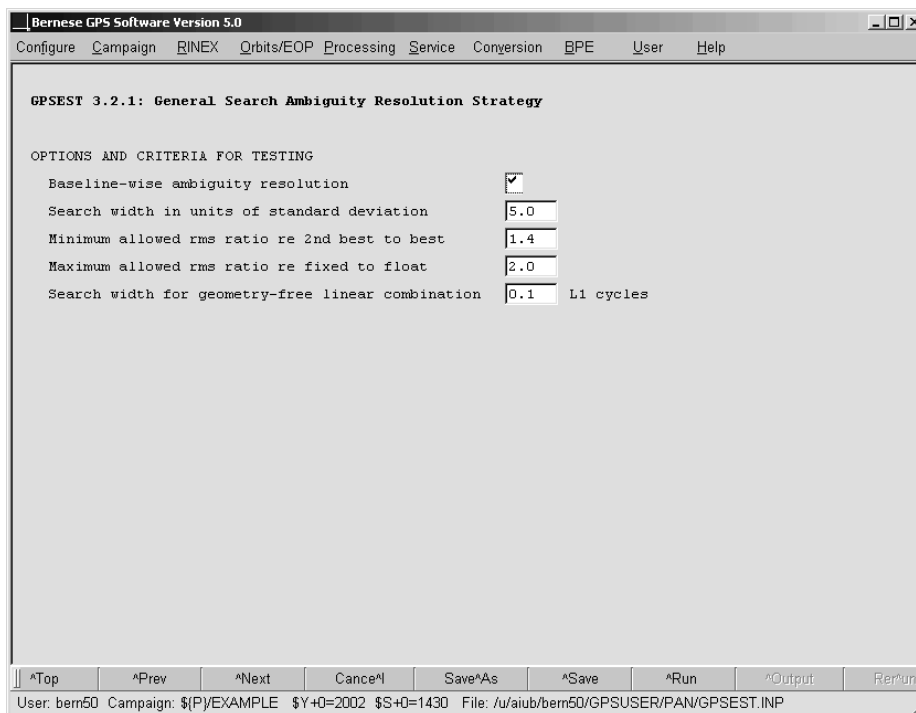 Bernese GPS Software Version 5.0
Configure Campaign RINEX Orbits/EOP Processing Service Conversion BPE User Help
GPSEST 3.2.1: General Search Ambiguity Resolution Strategy
OPTIONS AND CRITERIA FOR TESTING
Baseline-wise ambiguity resolution
Search width in units of standard deviation 5.0
Minimum allowed rms ratio re 2nd best to best 1.4
Maximum allowed rms ratio re fixed to float 2.0
Search width for geometry-free linear combination 0.1 L1 cycles
^Top ^Prev ^Next Cance^l Save^As ^Save ^Run ^Output Rer^un
User: bern50 Campaign: ${P}/EXAMPLE $Y+0=2002 $S+0=1430 File: /u/aiub/bern50/GPSUSER/PAN/GPSEST.INP